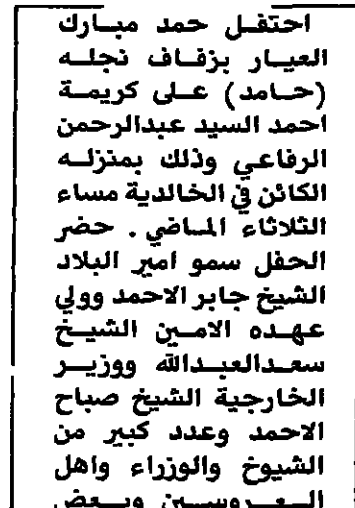 احتفل حمد مبارك
العيار بزفاف نجله
(حامد) على كريمة
احمد السيد عبدالرحمن
الرفاعي وذلك بمنزله
الكائن في الخالدية مساء
الثلاثاء الماضي . حضر
الحفل سمو امير البلاد
الشيخ جابر الاحمد وولي
عهده الامين الشيخ
سعدالعبدالله ووزير
الخارجية الشيخ صباح
الاحمد وعدد كبير من
الشيوخ والوزراء واهل
العروسين وبعض